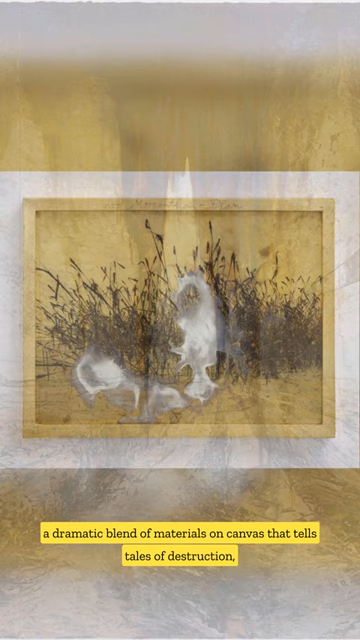 a dramatic blend of materials on canvas that tells
tales of destruction,